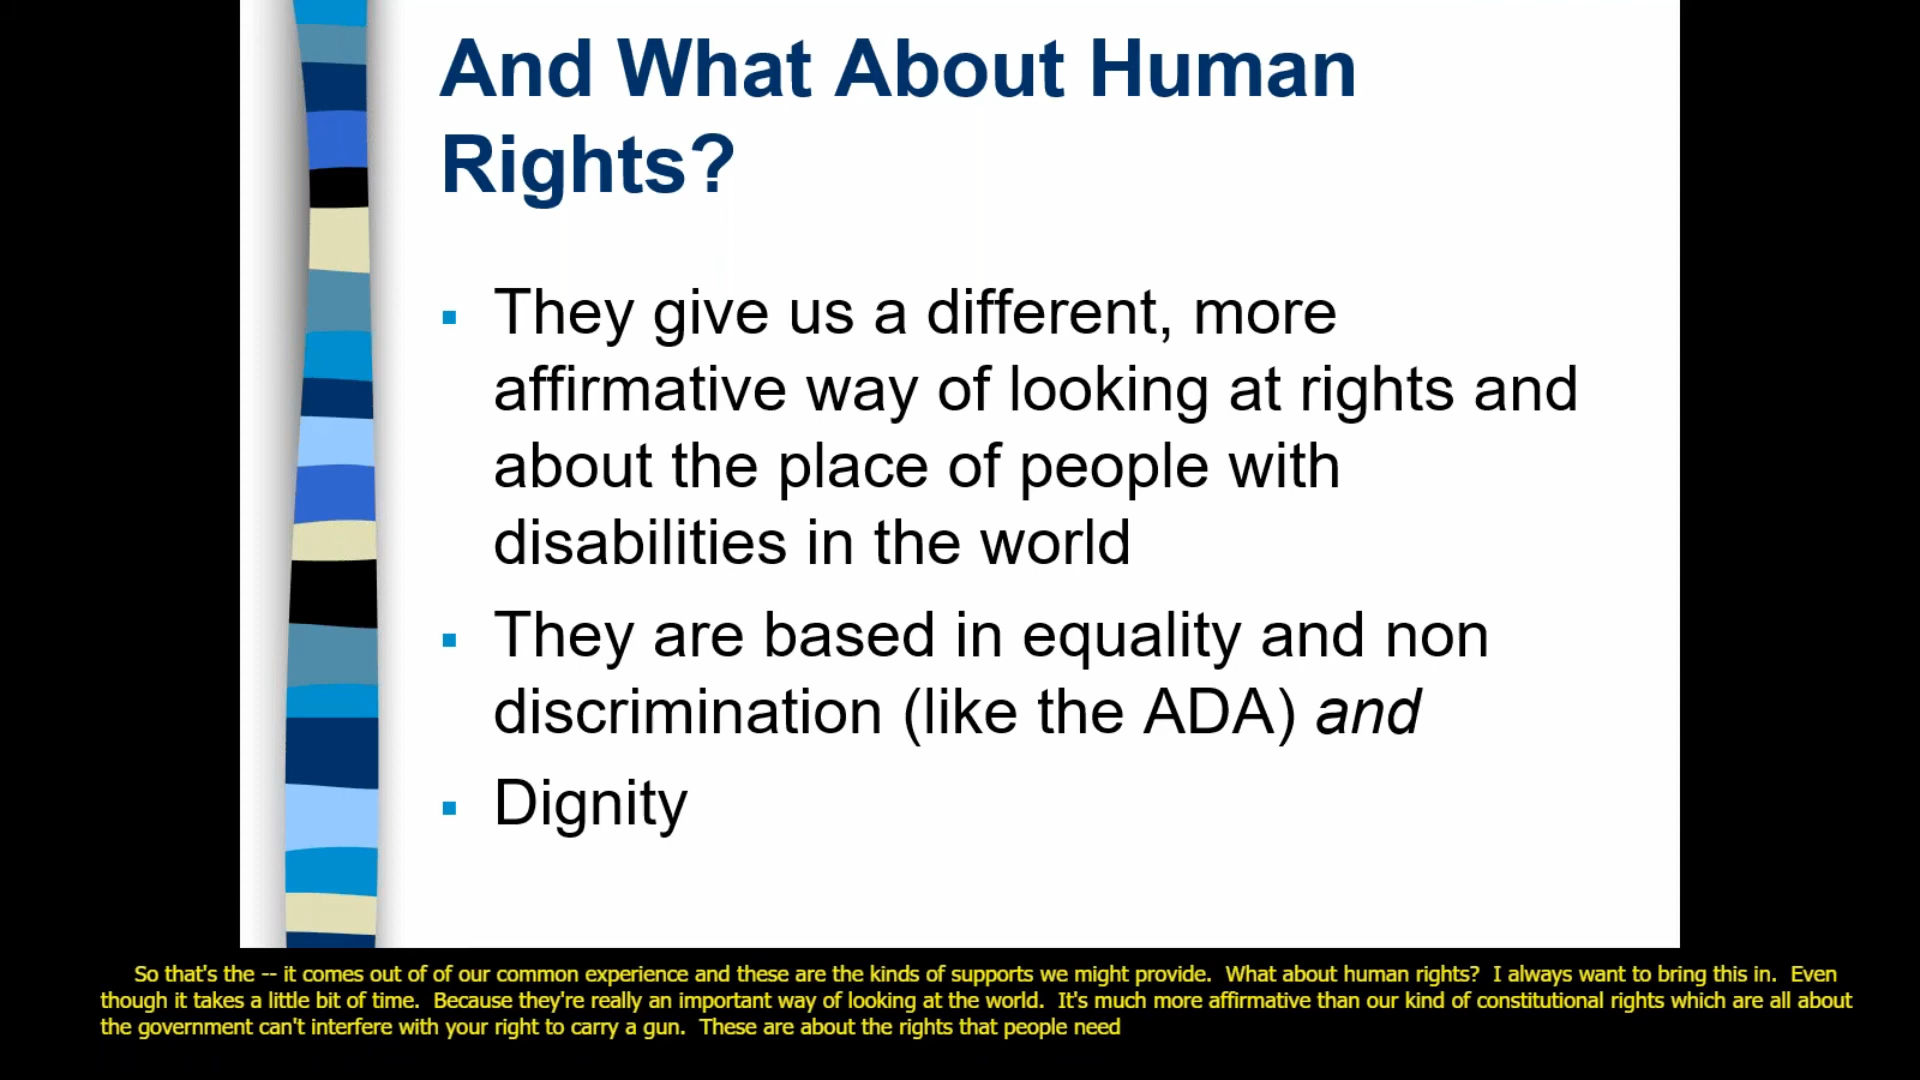 And What About Human
Rights?
▪ They give us a different, more
affirmative way of looking at rights and
about the place of people with
disabilities in the world
▪ They are based in equality and non
discrimination (like the ADA) and
▪ Dignity
So that's the -- it comes out of of our common experience and these are the kinds of supports we might provide.  What about human rights?  I always want to bring this in.  Even
though it takes a little bit of time.  Because they're really an important way of looking at the world.  It's much more affirmative than our kind of constitutional rights which are all about
the government can't interfere with your right to carry a gun.  These are about the rights that people need